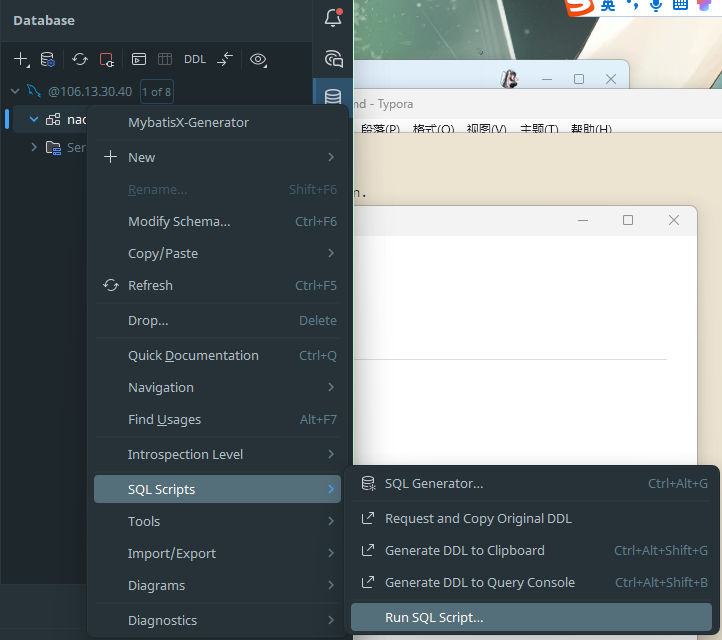 Database
DDL
@106.13.30.40 1 of 8
nac
Ser
MybatisX-Generator
New
Rename... Shift+F6
Modify Schema... Ctrl+F6
Copy/Paste
Refresh Ctrl+F5
Drop... Delete
Quick Documentation Ctrl+Q
Navigation
Find Usages Alt+F7
Introspection Level
SQL Scripts
Tools
Import/Export
Diagrams
Diagnostics
SQL Generator... Ctrl+Alt+G
Request and Copy Original DDL
Generate DDL to Clipboard Ctrl+Alt+Shift+G
Generate DDL to Query Console Ctrl+Alt+Shift+B
Run SQL Script...
英
md - Typora
段落(P) 格式(O) 视图(V) 主题(T) 帮助(H)
n.